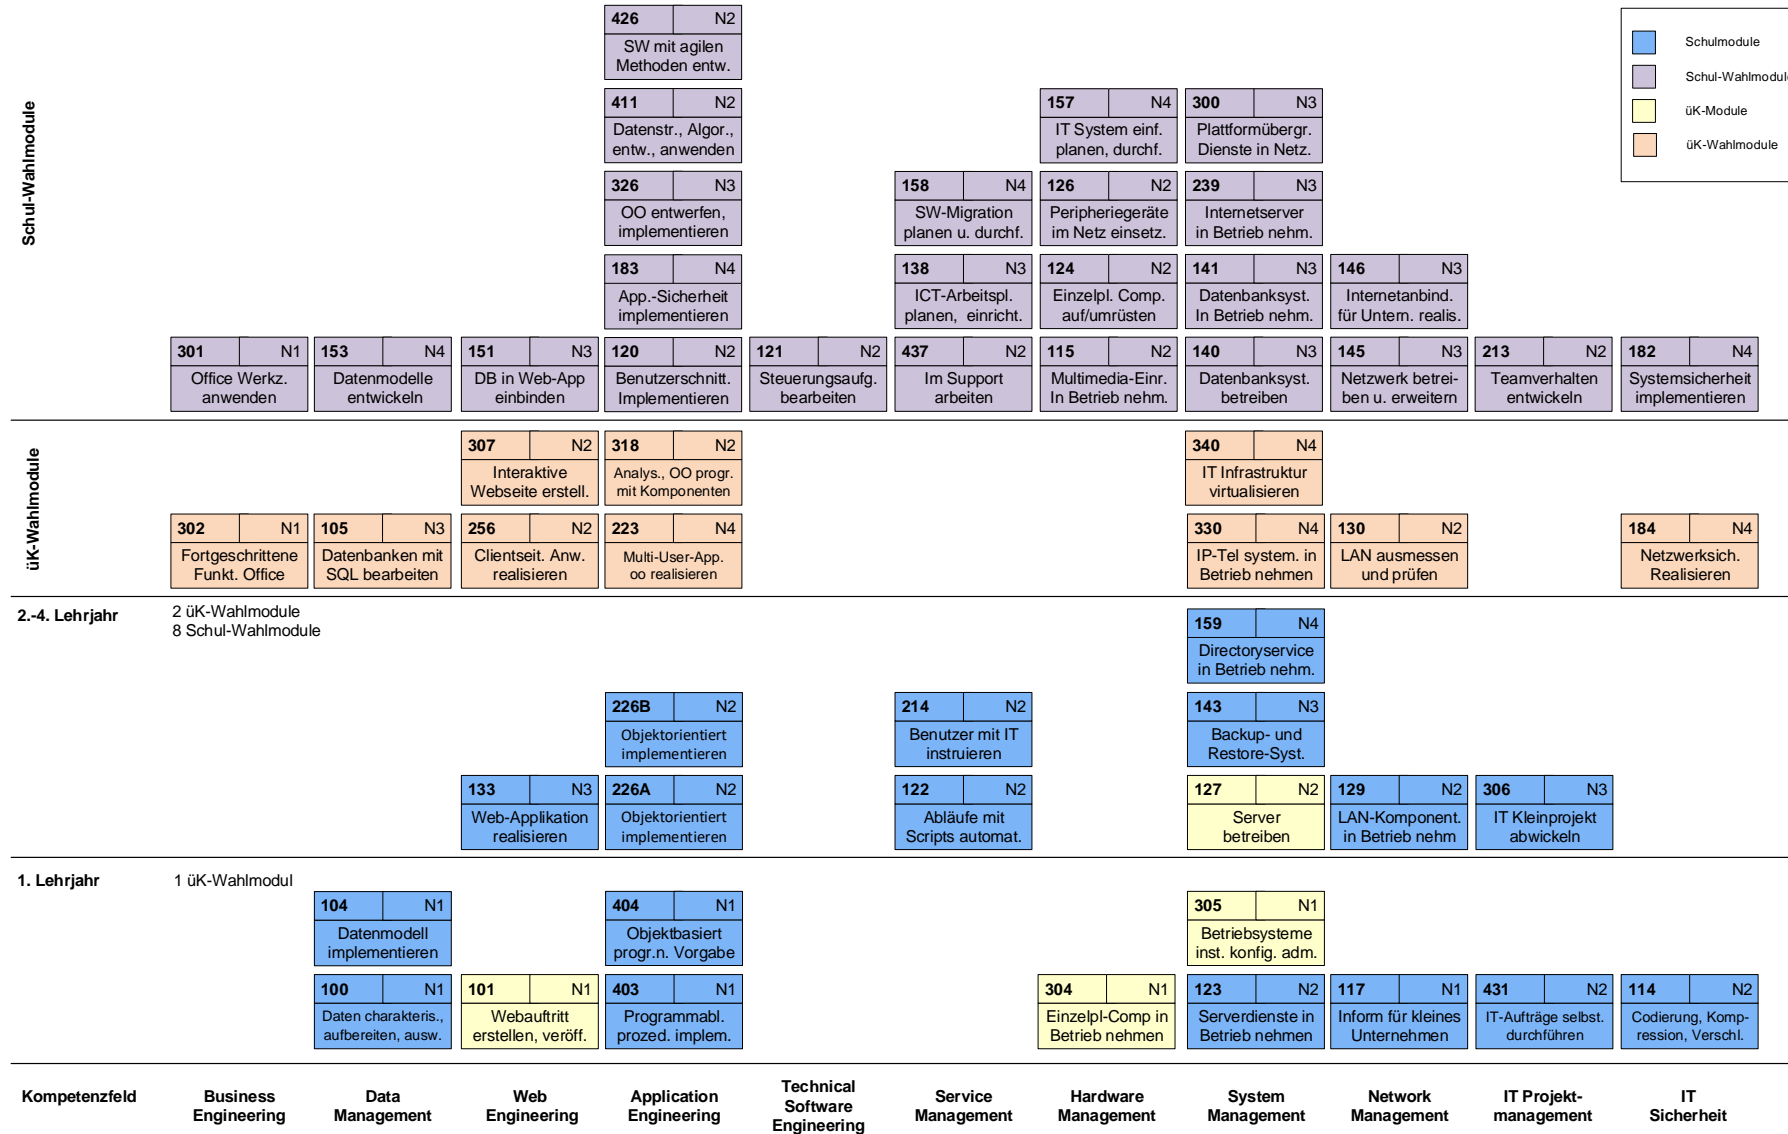 426 N2
SW mit agilen
Methoden entw.
Schulmodule
Schul-Wahlmodule
üK-Module
üK-Wahlmodule
Schul-Wahlmodule
411 N2
Datenstr., Algor.,
entw., anwenden
157 N4
IT System einf.
planen, durchf.
300 N3
Plattformübergr.
Dienste in Netz.
326 N3
OO entwerfen,
implementieren
158 N4
SW-Migration
planen u. durchf.
126 N2
Peripheriegeräte
im Netz einsetz.
239 N3
Internetserver
in Betrieb nehm.
183 N4
App.-Sicherheit
implementieren
138 N3
ICT-Arbeitspl.
planen, einricht.
124 N2
Einzelpl. Comp.
auf/umrüsten
141 N3
Datenbanksyst.
In Betrieb nehm.
146 N3
Internetanbind.
für Untern. realis.
301 N1
Office Werkz.
anwenden
153 N4
Datenmodelle
entwickeln
151 N3
DB in Web-App
einbinden
120 N2
Benutzerschnitt.
Implementieren
121 N2
Steuerungsaufg.
bearbeiten
437 N2
Im Support
arbeiten
115 N2
Multimedia-Einr.
In Betrieb nehm.
140 N3
Datenbanksyst.
betreiben
145 N3
Netzwerk betrei-
ben u. erweitern
213 N2
Teamverhalten
entwickeln
182 N4
Systemsicherheit
implementieren
üK-Wahlmodule
307 N2
Interaktive
Webseite erstell.
318 N2
Analys., OO progr.
mit Komponenten
340 N4
IT Infrastruktur
virtualisieren
302 N1
Fortgeschrittene
Funkt. Office
105 N3
Datenbanken mit
SQL bearbeiten
256 N2
Clientseit. Anw.
realisieren
223 N4
Multi-User-App.
oo realisieren
330 N4
IP-Tel system. in
Betrieb nehmen
130 N2
LAN ausmessen
und prüfen
184 N4
Netzwerksich.
Realisieren
2.-4. Lehrjahr
2 üK-Wahlmodule
8 Schul-Wahlmodule
159 N4
Directoryservice
in Betrieb nehm.
226B N2
Objektorientiert
implementieren
214 N2
Benutzer mit IT
instruieren
143 N3
Backup- und
Restore-Syst.
133 N3
Web-Applikation
realisieren
226A N2
Objektorientiert
implementieren
122 N2
Abläufe mit
Scripts automat.
127 N2
Server
betreiben
129 N2
LAN-Komponent.
in Betrieb nehm
306 N3
IT Kleinprojekt
abwickeln
1. Lehrjahr
1 üK-Wahlmodul
104 N1
Datenmodell
implementieren
404 N1
Objektbasiert
progr.n. Vorgabe
305 N1
Betriebsysteme
inst. konfig. adm.
100 N1
Daten charakteris.,
aufbereiten, ausw.
101 N1
Webauftritt
erstellen, veröff.
403 N1
Programmabl.
prozed. implem.
304 N1
Einzelpl-Comp in
Betrieb nehmen
123 N2
Serverdienste in
Betrieb nehmen
117 N1
Inform für kleines
Unternehmen
431 N2
IT-Aufträge selbst.
durchführen
114 N2
Codierung, Komp-
ression, Verschl.
Kompetenzfeld
Business
Engineering
Data
Management
Web
Engineering
Application
Engineering
Technical
Software
Engineering
Service
Management
Hardware
Management
System
Management
Network
Management
IT Projekt-
management
IT
Sicherheit